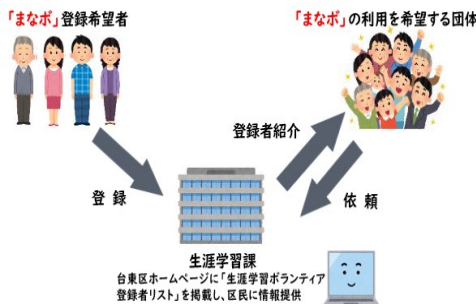 「まなボ」登録希望者
「まなボ」の利用を希望する団体
登録者紹介
登 録
依 頼
生涯学習課
台東区ホームページに「生涯学習ボランティア
登録者リスト」を掲載し、区民に情報提供